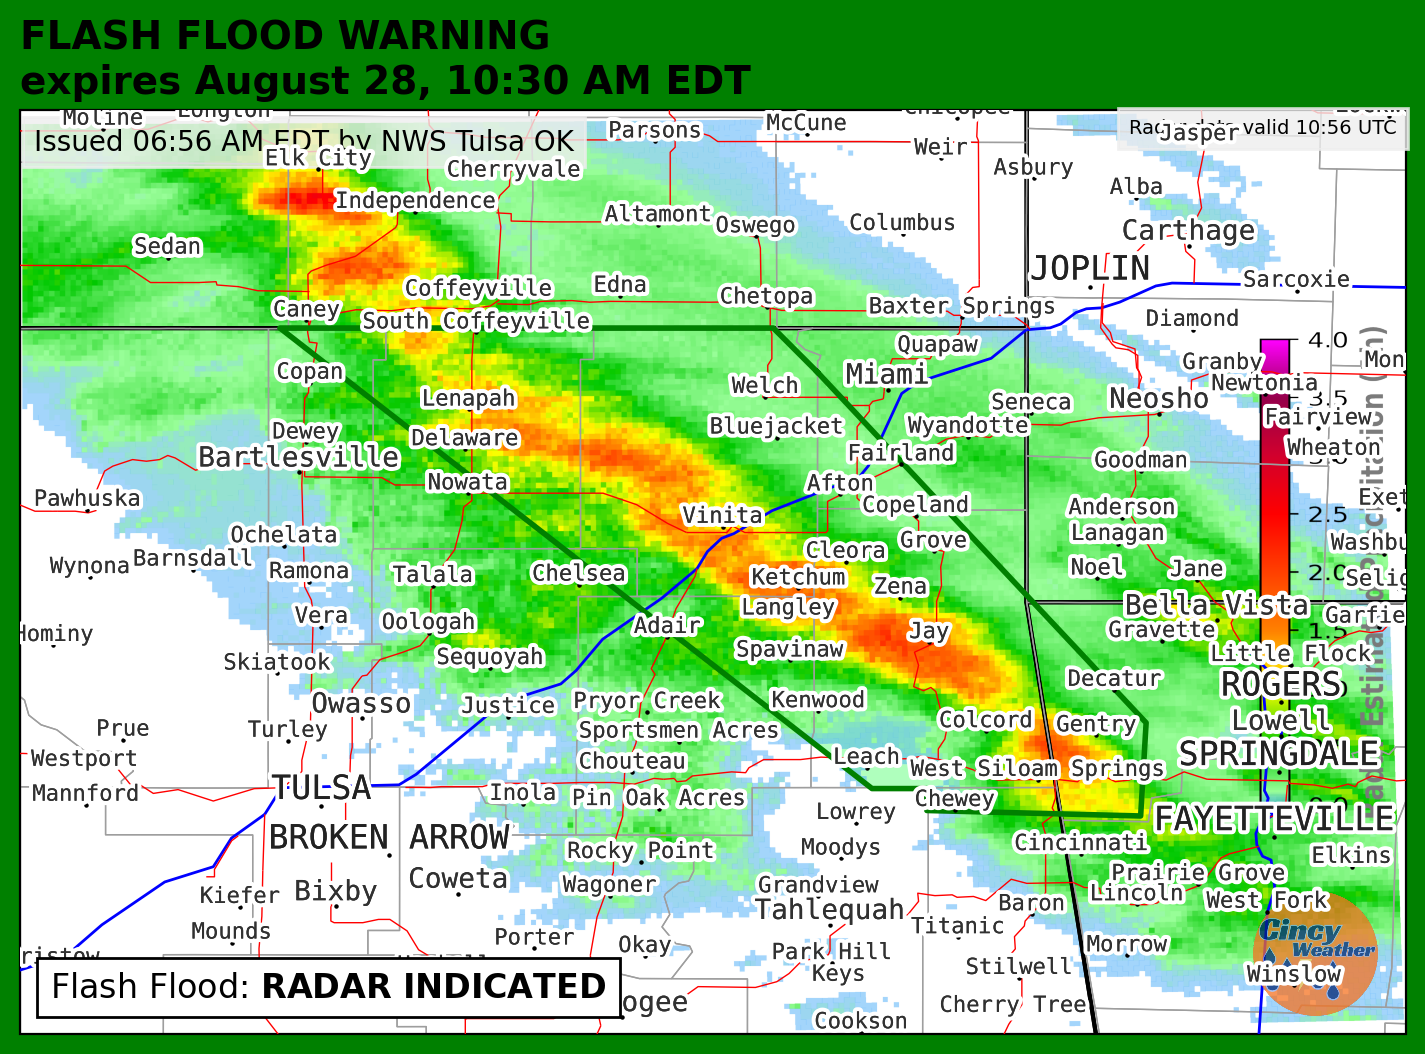 FLASH FLOOD WARNING
expires August 28, 10:30 AM EDT
Moline
Longton
Parsons
McCune
Chicopee
Radar data valid 10:56 UTC
Issued 06:56 AM EDT by NWS Tulsa OK
Jasper
Weir
Elk City
Cherryvale
Asbury
Alba
Independence
Altamont
Oswego
Columbus
Carthage
Sedan
JOPLIN
Sarcoxie
Coffeyville
Edna
Chetopa
Baxter Springs
Caney
South Coffeyville
Diamond
4.0
Quapaw
Granby
Mon
Copan
Welch
Miami
Newtonia
Lenapah
Seneca
Neosho
3.5
Fairview
Dewey
Delaware
Bluejacket
Wyandotte
Wheaton
Bartlesville
Fairland
Goodman
Nowata
Afton
Pawhuska
Copeland
Anderson
Exet
Vinita
2.5
Ochelata
Grove
Lanagan
Washbu
Wynona
Barnsdall
Ramona
Talala
Chelsea
Cleora
Ketchum
Zena
Noel
Jane
2.0
Selig
Langley
Bella Vista
Vera
Oologah
Adair
Jay
Gravette
Garfie
1.5
Hominy
Skiatook
Sequoyah
Spavinaw
Little Flock
Decatur
ROGERS
Owasso
Justice
Pryor Creek
Kenwood
Prue
Turley
Sportsmen Acres
Colcord
Gentry
Lowell
Westport
Chouteau
Leach
West Siloam Springs
SPRINGDALE
Mannford
TULSA
Inola
Pin Oak Acres
Chewey
Lowrey
FAYETTEVILLE
BROKEN ARROW
Rocky Point
Moodys
Cincinnati
Elkins
Coweta
Wagoner
Grandview
Prairie Grove
Kiefer
Bixby
Tahlequah
Baron
Lincoln
West Fork
Mounds
Porter
Okay
Titanic
Morrow
Cincy
Weather
ristow
Park Hill
Keys
Stilwell
Winslow
Flash Flood: RADAR INDICATED
ogee
Cherry Tree
Cookson